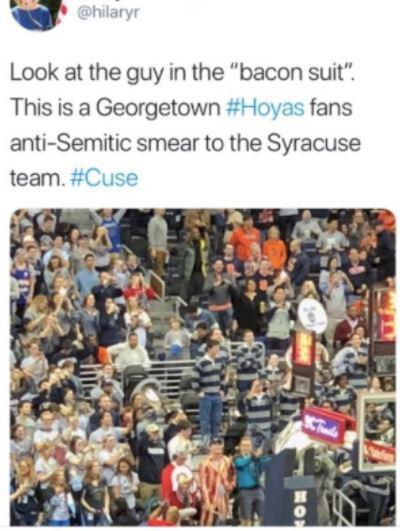 @hilaryr
Look at the guy in the "bacon suit".
This is a Georgetown #Hoyas fans
anti-Semitic smear to the Syracuse
team. #Cuse
HOY